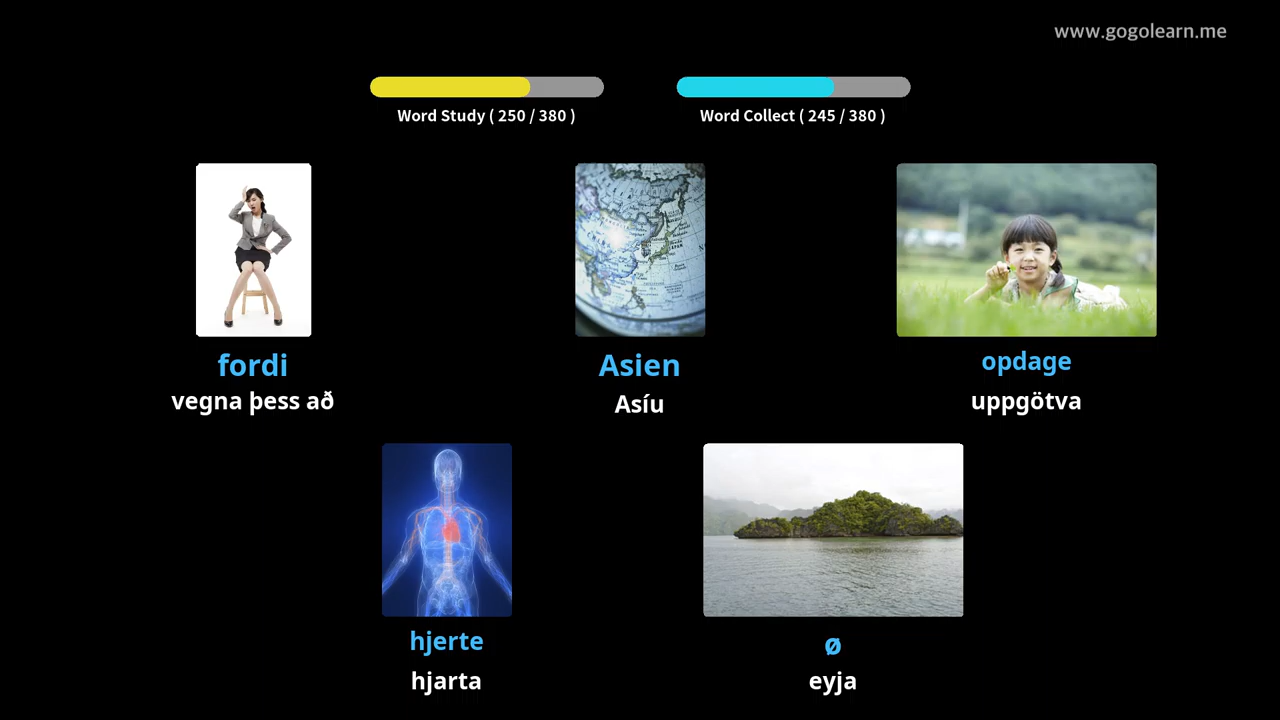 www.gogolearn.me
Word Study ( 250 / 380 )
Word Collect ( 245 / 380 )
fordi
vegna þess að
Asien
Asíu
opdage
uppgötva
hjerte
hjarta
ø
eyja